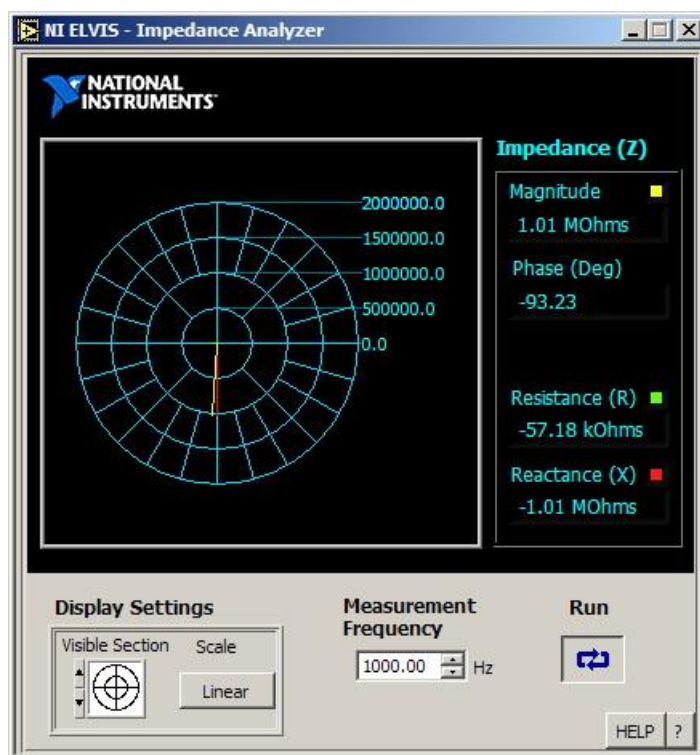 NI ELVIS - Impedance Analyzer
NATIONAL
INSTRUMENTS™
2000000.0
1500000.0
1000000.0
500000.0
0.0
Impedance (Z)
Magnitude
1.01 MOhms
Phase (Deg)
-93.23
Resistance (R)
-57.18 kOhms
Reactance (X)
-1.01 MOhms
Display Settings
Visible Section
Scale
Linear
Measurement
Frequency
1000.00 Hz
Run
HELP ?